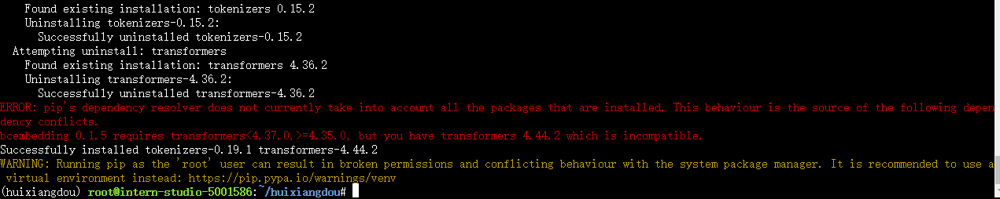 Found existing installation: tokenizers 0.15.2
    Uninstalling tokenizers-0.15.2:
      Successfully uninstalled tokenizers-0.15.2
  Attempting uninstall: transformers
    Found existing installation: transformers 4.36.2
    Uninstalling transformers-4.36.2:
      Successfully uninstalled transformers-4.36.2
ERROR: pip's dependency resolver does not currently take into account all the packages that are installed. This behaviour is the source of the following depen
dency conflicts.
bcembedding 0.1.5 requires transformers<4.37.0,>=4.35.0, but you have transformers 4.44.2 which is incompatible.
Successfully installed tokenizers-0.19.1 transformers-4.44.2
WARNING: Running pip as the 'root' user can result in broken permissions and conflicting behaviour with the system package manager. It is recommended to use a
 virtual environment instead: https://pip.pypa.io/warnings/venv
(huixiangdou) root@intern-studio-5001586:~/huixiangdou#